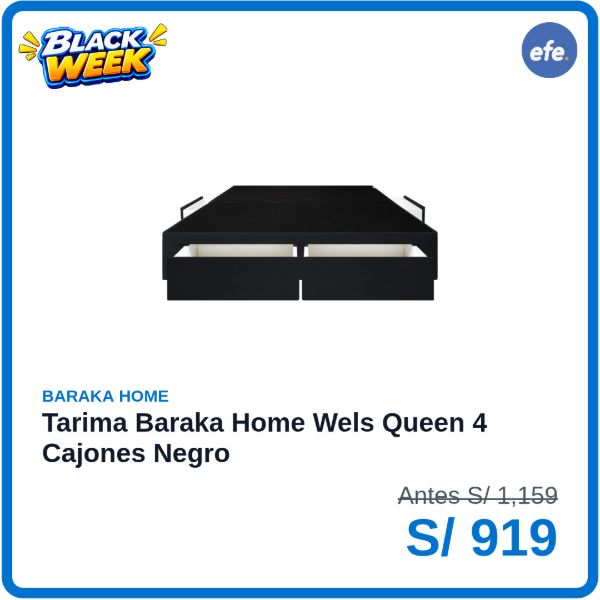 BLACK
WEEK
efe.
BARAKA HOME
Tarima Baraka Home Wels Queen 4
Cajones Negro
Antes S/ 1,159
S/ 919